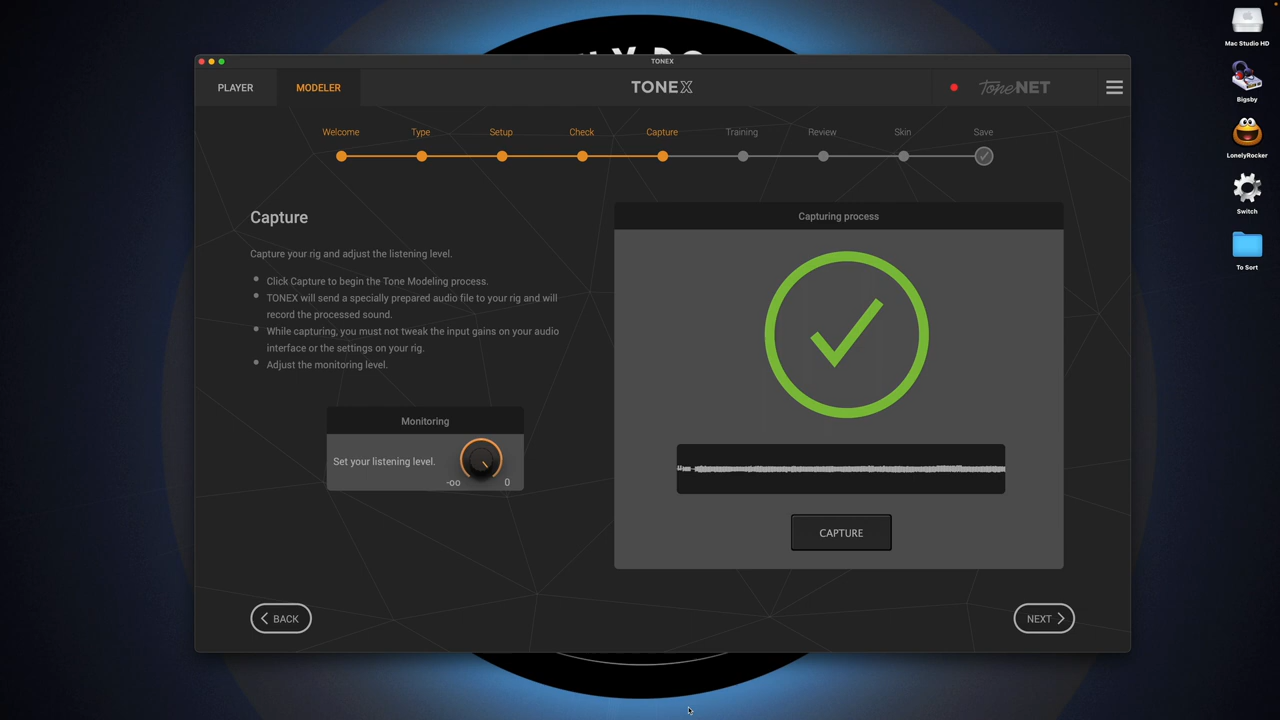 Mac Studio HD
Bigsby
LonelyRocker
Switch
To Sort
TONEX
PLAYER
MODELER
TONEX
ToneNET
Welcome
Type
Setup
Check
Capture
Training
Review
Skin
Save
Capture
Capture your rig and adjust the listening level.
Click Capture to begin the Tone Modeling process.
TONEX will send a specially prepared audio file to your rig and will
record the processed sound.
While capturing, you must not tweak the input gains on your audio
interface or the settings on your rig.
Adjust the monitoring level.
Monitoring
Set your listening level.
-oo
0
Capturing process
CAPTURE
BACK
NEXT